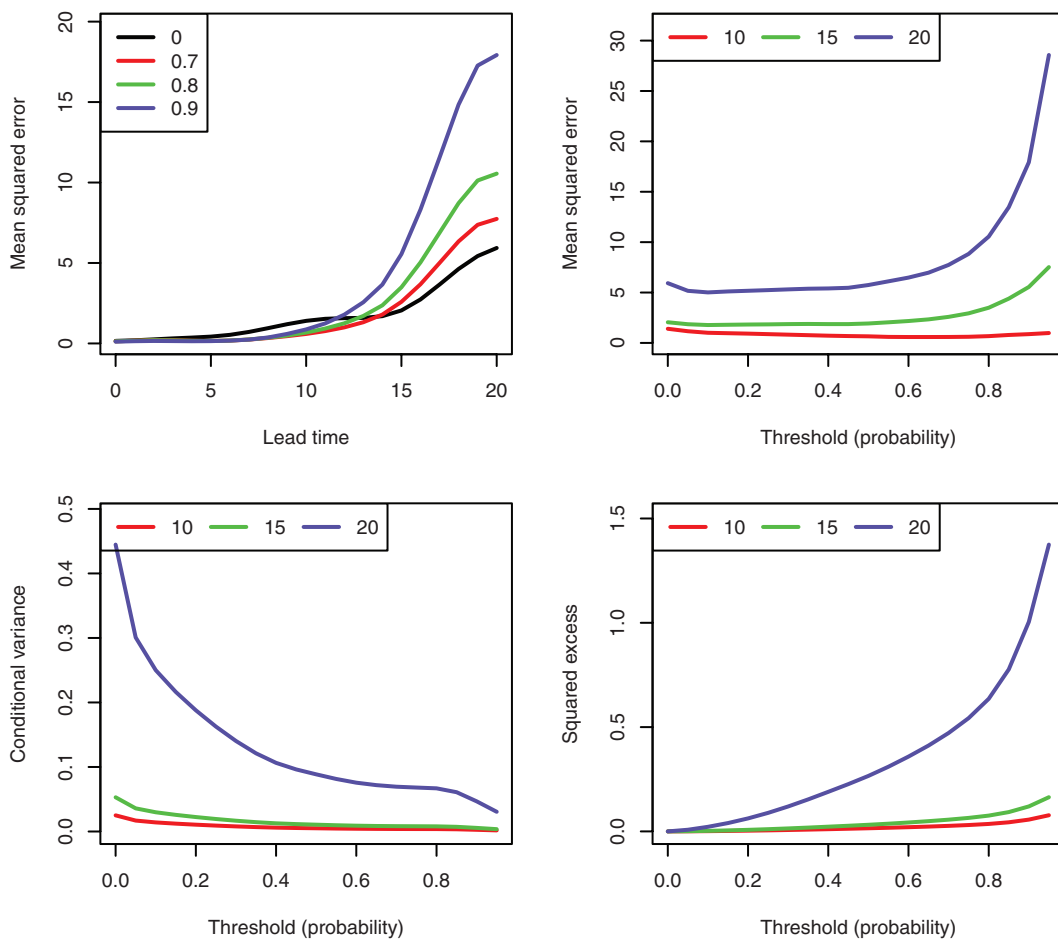 0
0.7
0.8
0.9
0 5 10 15 20
Mean squared error
0 5 10 15 20
Lead time
10 15 20
0 5 10 15 20 25 30
Mean squared error
0.0 0.2 0.4 0.6 0.8
Threshold (probability)
10 15 20
0.0 0.1 0.2 0.3 0.4 0.5
Conditional variance
0.0 0.2 0.4 0.6 0.8
Threshold (probability)
10 15 20
0.0 0.5 1.0 1.5
Squared excess
0.0 0.2 0.4 0.6 0.8
Threshold (probability)